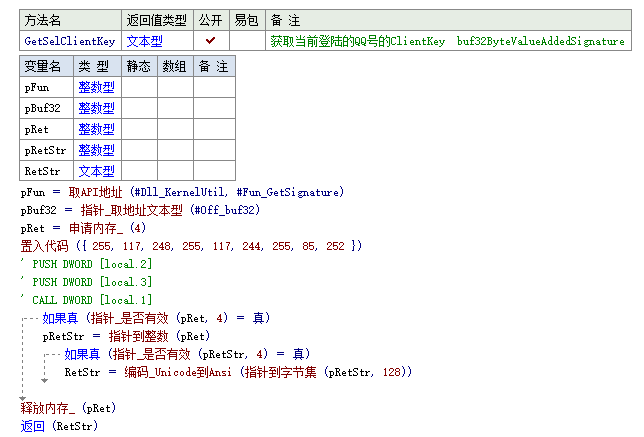 方法名 返回值类型 公开 易包 备 注
GetSelClientKey 文本型 ✓ 获取当前登陆的QQ号的ClientKey buf32ByteValueAddedSignature
变量名 类 型 静态 数组 备 注
pFun 整数型
pBuf32 整数型
pRet 整数型
pRetStr 整数型
RetStr 文本型
pFun = 取API地址 (#Dll_KernelUtil, #Fun_GetSignature)
pBuf32 = 指针_取地址文本型 (#Off_buf32)
pRet = 申请内存_ (4)
置入代码 ({ 255, 117, 248, 255, 117, 244, 255, 85, 252 })
' PUSH DWORD [local.2]
' PUSH DWORD [local.3]
' CALL DWORD [local.1]
如果真 (指针_是否有效 (pRet, 4) = 真)
pRetStr = 指针到整数 (pRet)
如果真 (指针_是否有效 (pRetStr, 4) = 真)
RetStr = 编码_Unicode到Ansi (指针到字节集 (pRetStr, 128))
释放内存_ (pRet)
返回 (RetStr)